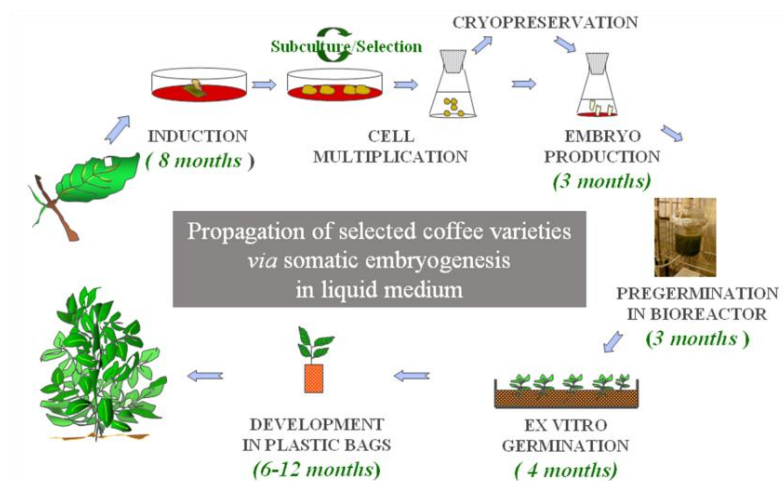 CRYOPRESERVATION
Subculture/Selection
INDUCTION
( 8 months )
CELL
MULTIPLICATION
EMBRYO
PRODUCTION
(3 months)
Propagation of selected coffee varieties
via somatic embryogenesis
in liquid medium
PREGERMINATION
IN BIOREACTOR
(3 months )
DEVELOPMENT
IN PLASTIC BAGS
(6-12 months)
EX VITRO
GERMINATION
( 4 months)